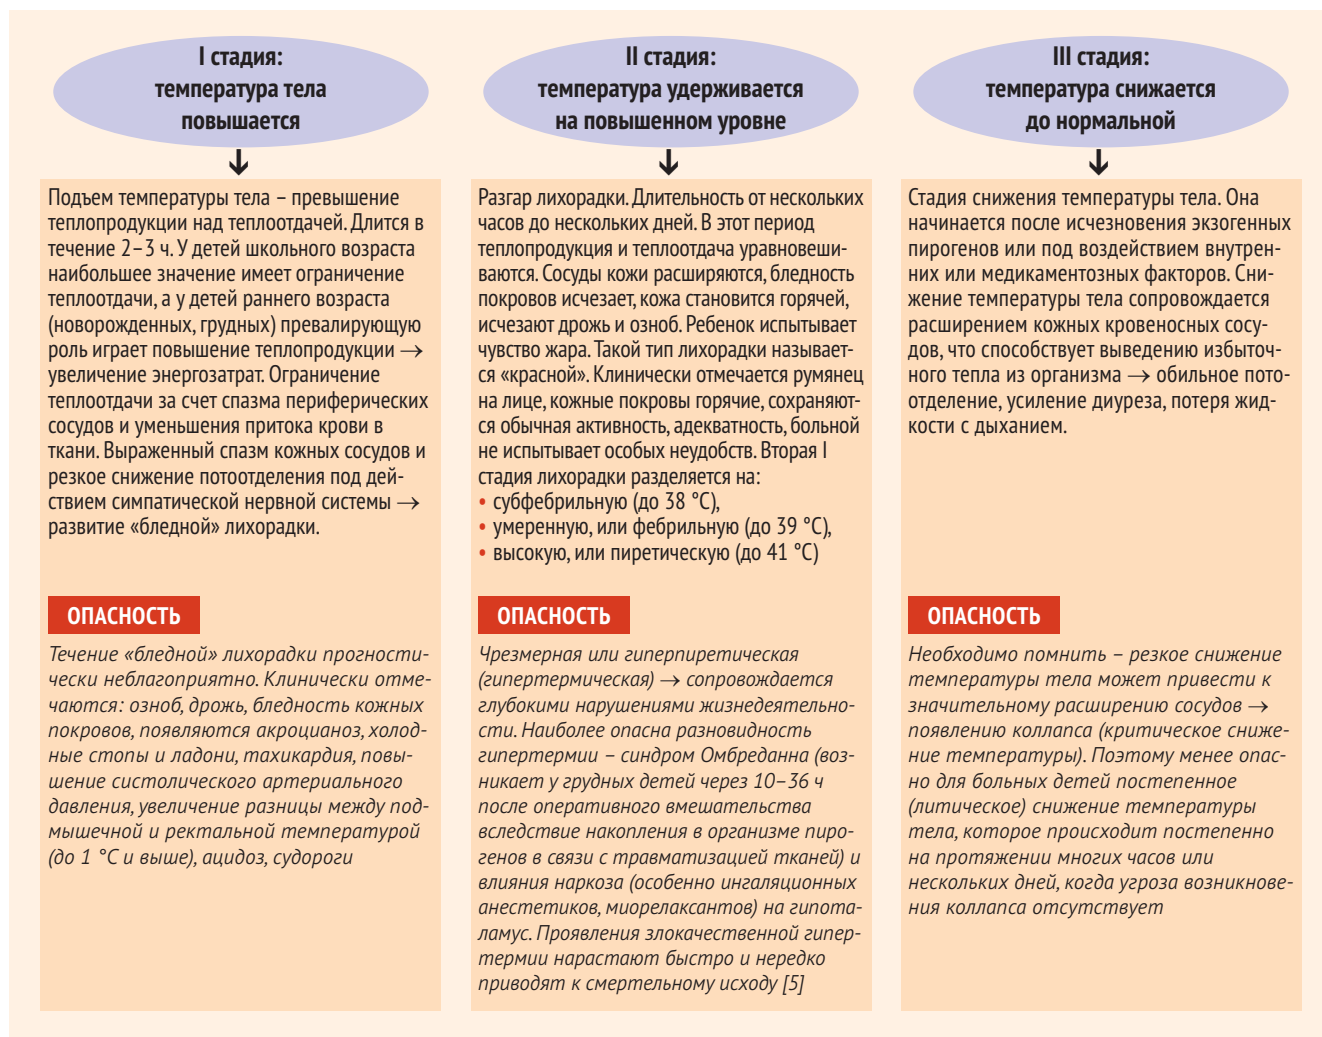 I стадия:
температура тела
повышается
Подъем температуры тела – превышение
теплопродукции над теплоотдачей. Длится в
течение 2–3 ч. У детей школьного возраста
наибольшее значение имеет ограничение
теплоотдачи, а у детей раннего возраста
(новорожденных, грудных) превалирующую
роль играет повышение теплопродукции →
увеличение энергозатрат. Ограничение
теплоотдачи за счет спазма периферических
сосудов и уменьшения притока крови в
ткани. Выраженный спазм кожных сосудов и
резкое снижение потоотделения под дей-
ствием симпатической нервной системы →
развитие «бледной» лихорадки.
ОПАСНОСТЬ
Течение «бледной» лихорадки прогности-
чески неблагоприятно. Клинически отме-
чаются: озноб, дрожь, бледность кожных
покровов, появляются акроцианоз, холод-
ные стопы и ладони, тахикардия, повы-
шение систолического артериального
давления, увеличение разницы между под-
мышечной и ректальной температурой
(до 1 °С и выше), ацидоз, судороги
II стадия:
температура удерживается
на повышенном уровне
Разгар лихорадки. Длительность от нескольких
часов до нескольких дней. В этот период
теплопродукция и теплоотдача уравновеши-
ваются. Сосуды кожи расширяются, бледность
покровов исчезает, кожа становится горячей,
исчезают дрожь и озноб. Ребенок испытывает
чувство жара. Такой тип лихорадки называет-
ся «красной». Клинически отмечается румянец
на лице, кожные покровы горячие, сохраняют-
ся обычная активность, адекватность, больной
не испытывает особых неудобств. Вторая I
стадия лихорадки разделяется на:
• субфебрильную (до 38 °С),
• умеренную, или фебрильную (до 39 °С),
• высокую, или пиретическую (до 41 °С)
ОПАСНОСТЬ
Чрезмерная или гиперпиретическая
(гипертермическая) → сопровождается
глубокими нарушениями жизнедеятельно-
сти. Наиболее опасна разновидность
гипертермии – синдром Омбреданна (воз-
никает у грудных детей через 10–36 ч
после оперативного вмешательства
вследствие накопления в организме пиро-
генов в связи с травматизацией тканей) и
влияния наркоза (особенно ингаляционных
анестетиков, миорелаксантов) на гипота-
ламус. Проявления злокачественной гипер-
термии нарастают быстро и нередко
приводят к смертельному исходу [5]
III стадия:
температура снижается
до нормальной
Стадия снижения температуры тела. Она
начинается после исчезновения экзогенных
пирогенов или под воздействием внутрен-
них или медикаментозных факторов. Сни-
жение температуры тела сопровождается
расширением кожных кровеносных сосу-
дов, что способствует выведению избыточ-
ного тепла из организма → обильное пото-
отделение, усиление диуреза, потеря жид-
кости с дыханием.
ОПАСНОСТЬ
Необходимо помнить – резкое снижение
температуры тела может привести к
значительному расширению сосудов →
появлению коллапса (критическое сниже-
ние температуры). Поэтому менее опас-
но для больных детей постепенное
(литическое) снижение температуры
тела, которое происходит постепенно
на протяжении многих часов или
нескольких дней, когда угроза возникнове-
ния коллапса отсутствует